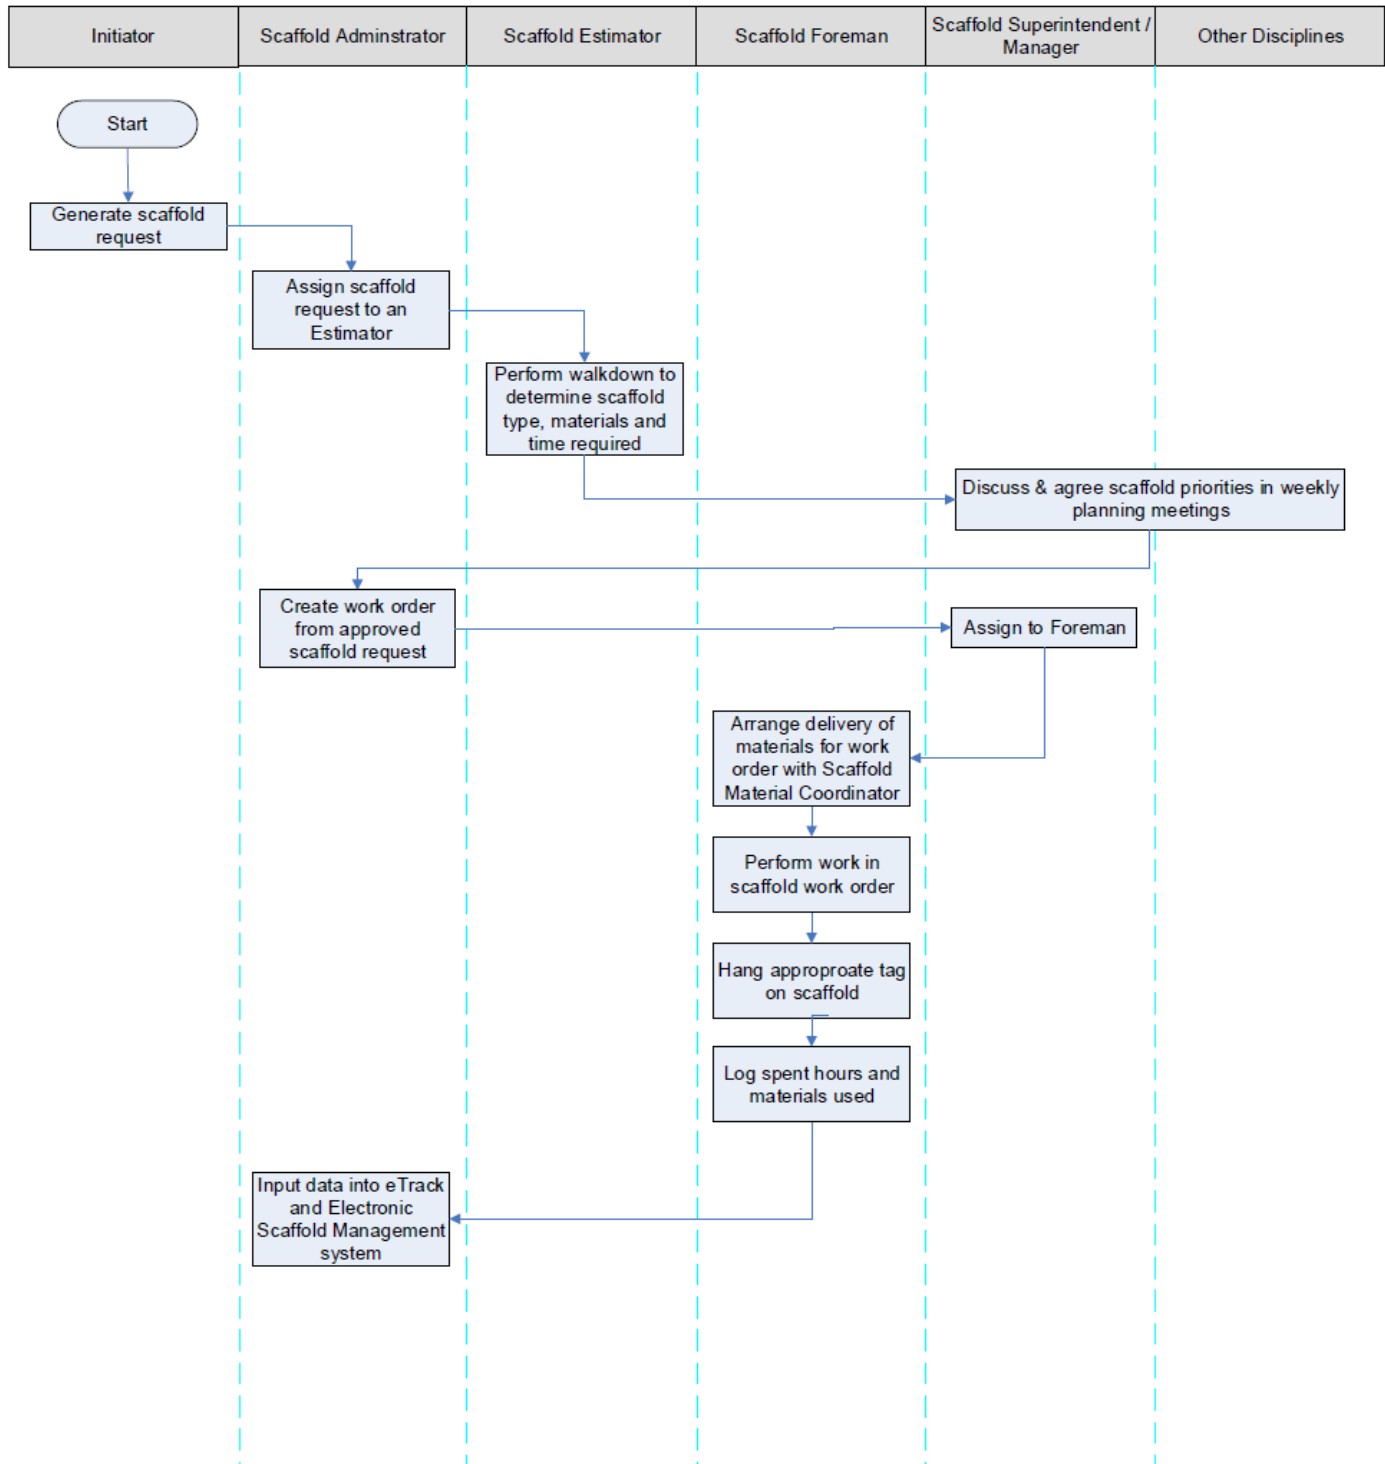 Initiator
Scaffold Adminstrator
Scaffold Estimator
Scaffold Foreman
Scaffold Superintendent /
Manager
Other Disciplines
Start
Generate scaffold
request
Assign scaffold
request to an
Estimator
Perform walkdown to
determine scaffold
type, materials and
time required
Discuss & agree scaffold priorities in weekly
planning meetings
Create work order
from approved
scaffold request
Assign to Foreman
Arrange delivery of
materials for work
order with Scaffold
Material Coordinator
Perform work in
scaffold work order
Hang approproate tag
on scaffold
Log spent hours and
materials used
Input data into eTrack
and Electronic
Scaffold Management
system